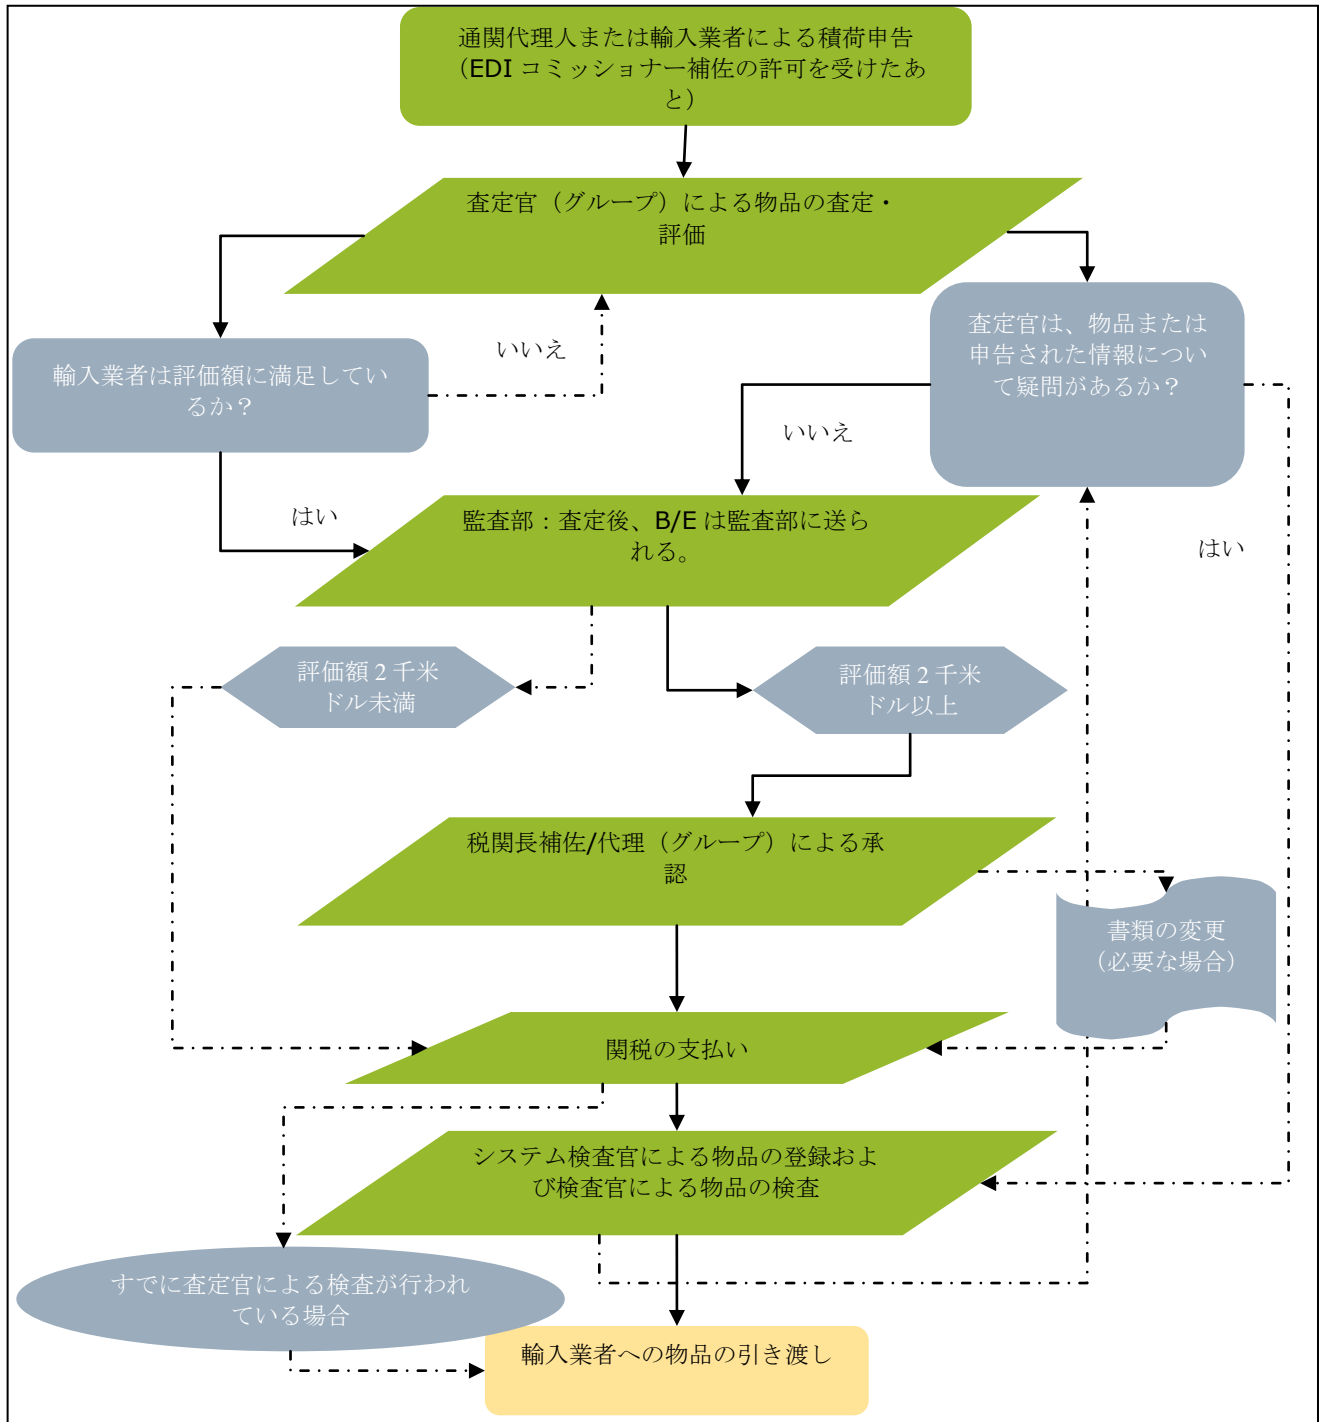 通関代理人または輸入業者による積荷申告
（EDI コミッショナー補佐の許可を受けたあ
と）
査定官（グループ）による物品の査定・
評価
査定官は、物品または
申告された情報につい
て疑問があるか？
いいえ
輸入業者は評価額に満足してい
るか？
いいえ
はい
監査部：査定後、B/E は監査部に送ら
れる。
はい
評価額 2 千米
ドル未満
評価額 2 千米
ドル以上
税関長補佐/代理（グループ）による承
認
書類の変更
（必要な場合）
関税の支払い
システム検査官による物品の登録およ
び検査官による物品の検査
すでに査定官による検査が行われ
ている場合
輸入業者への物品の引き渡し